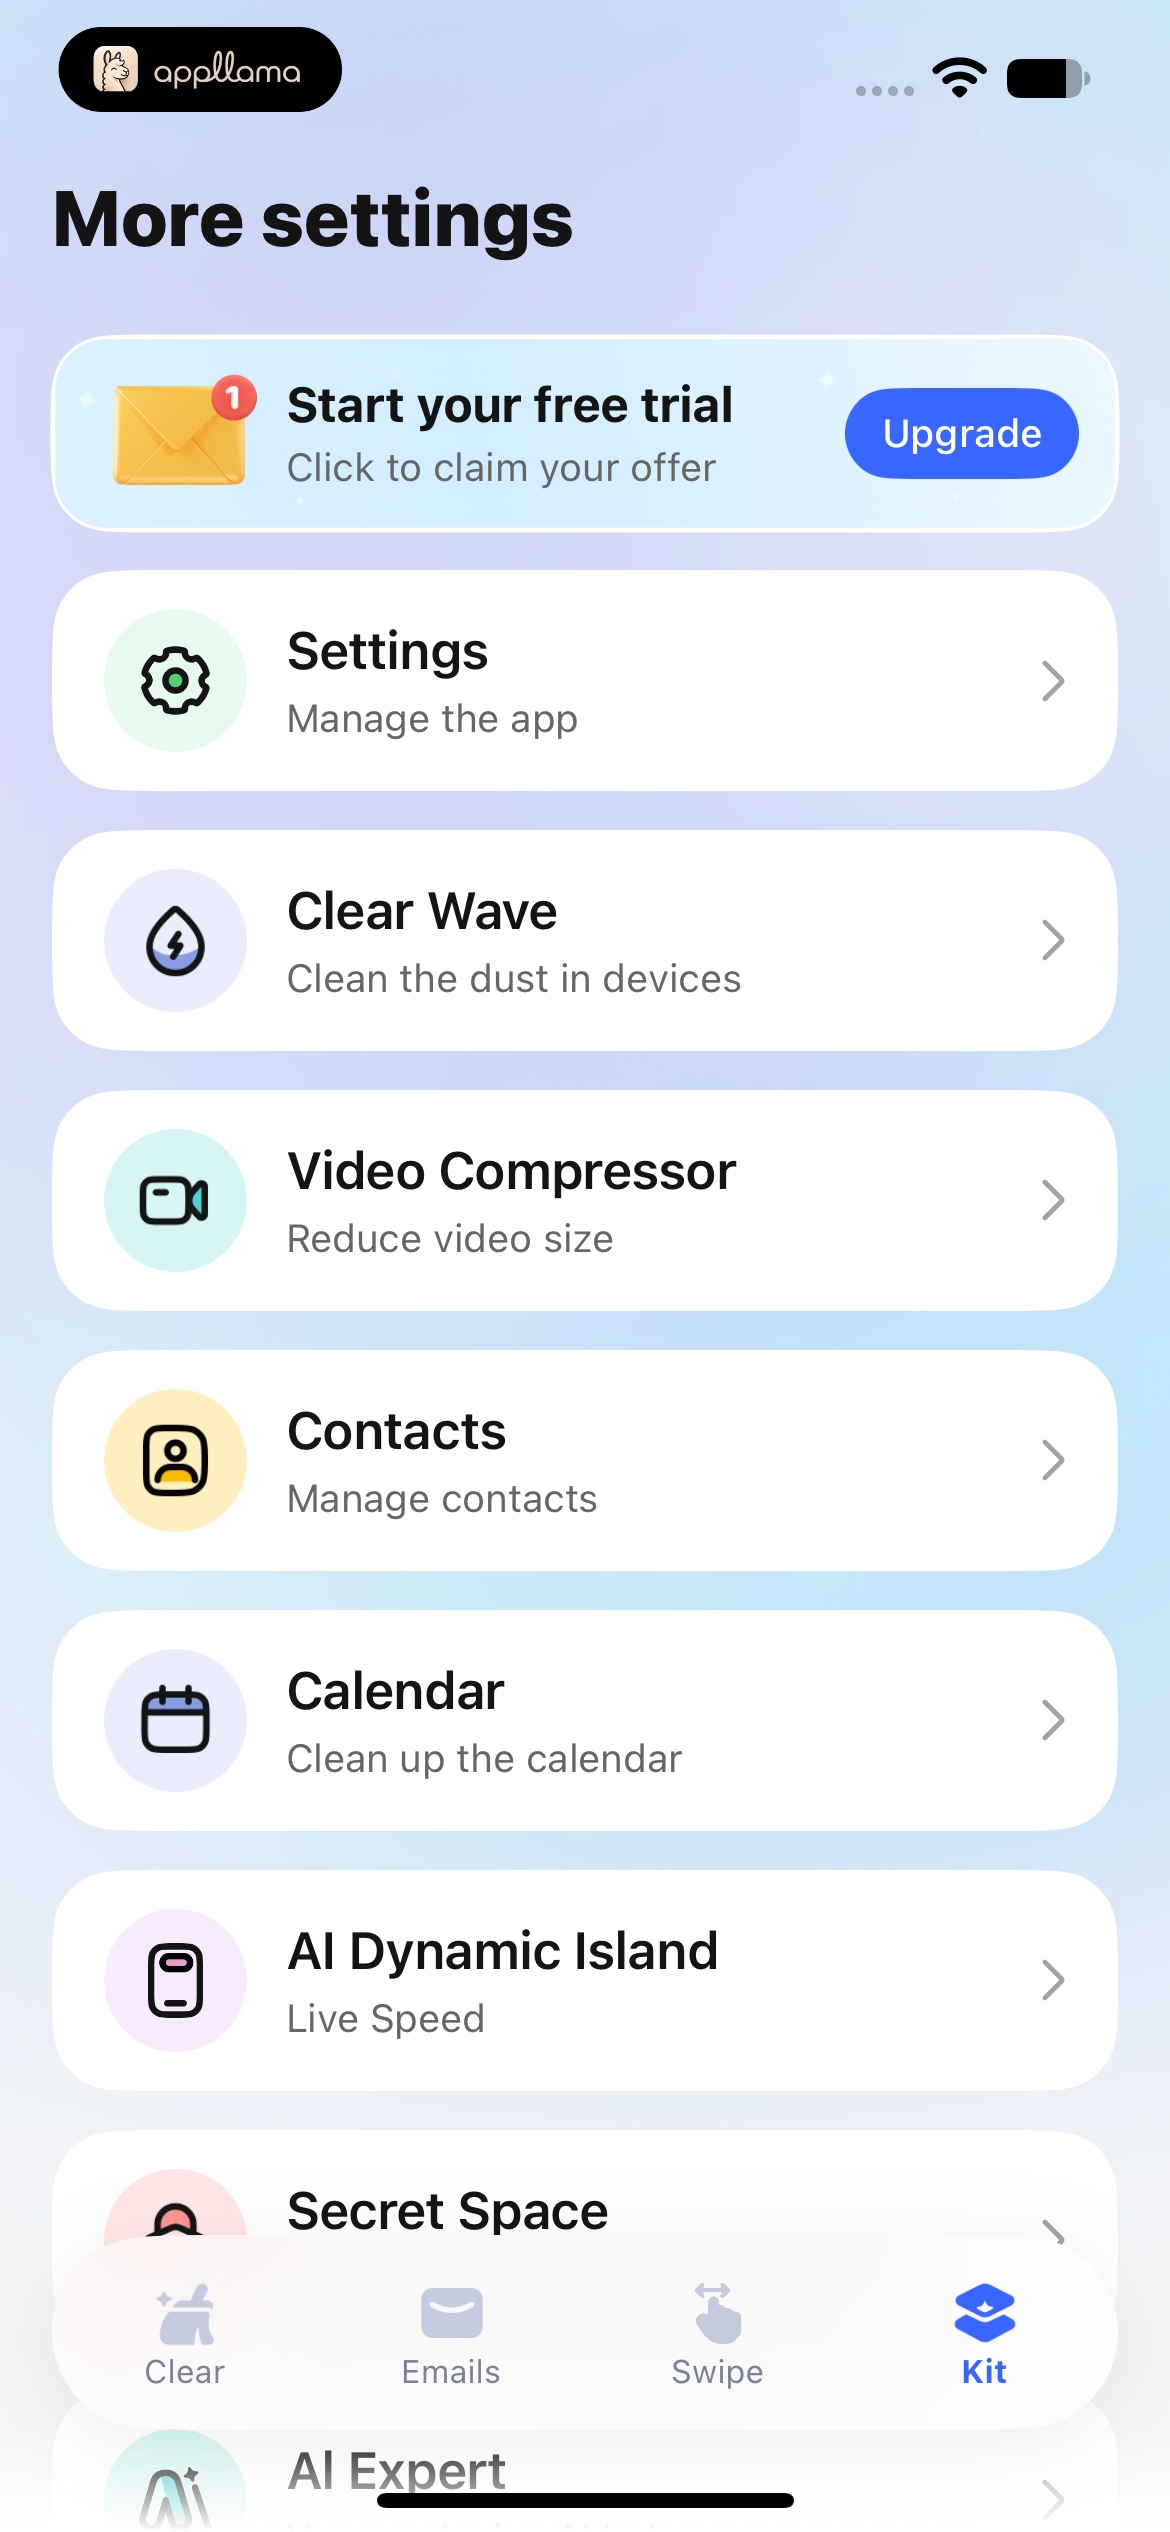 appllama
More settings
1
Start your free trial
Click to claim your offer
Upgrade
Settings
Manage the app
Clear Wave
Clean the dust in devices
Video Compressor
Reduce video size
Contacts
Manage contacts
Calendar
Clean up the calendar
AI Dynamic Island
Live Speed
Secret Space
Clear
Emails
Swipe
Kit
AI Expert